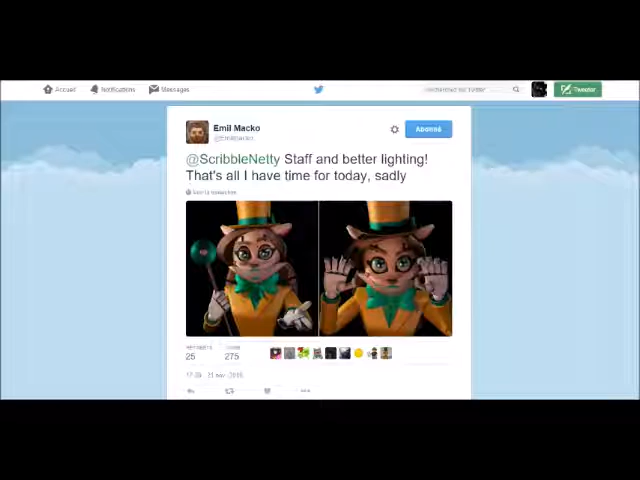 Accueil Notifications Messages Tweeter
Emil Macko
Abonné
@ScribbleNetty Staff and better lighting!
That's all I have time for today, sadly
25 275